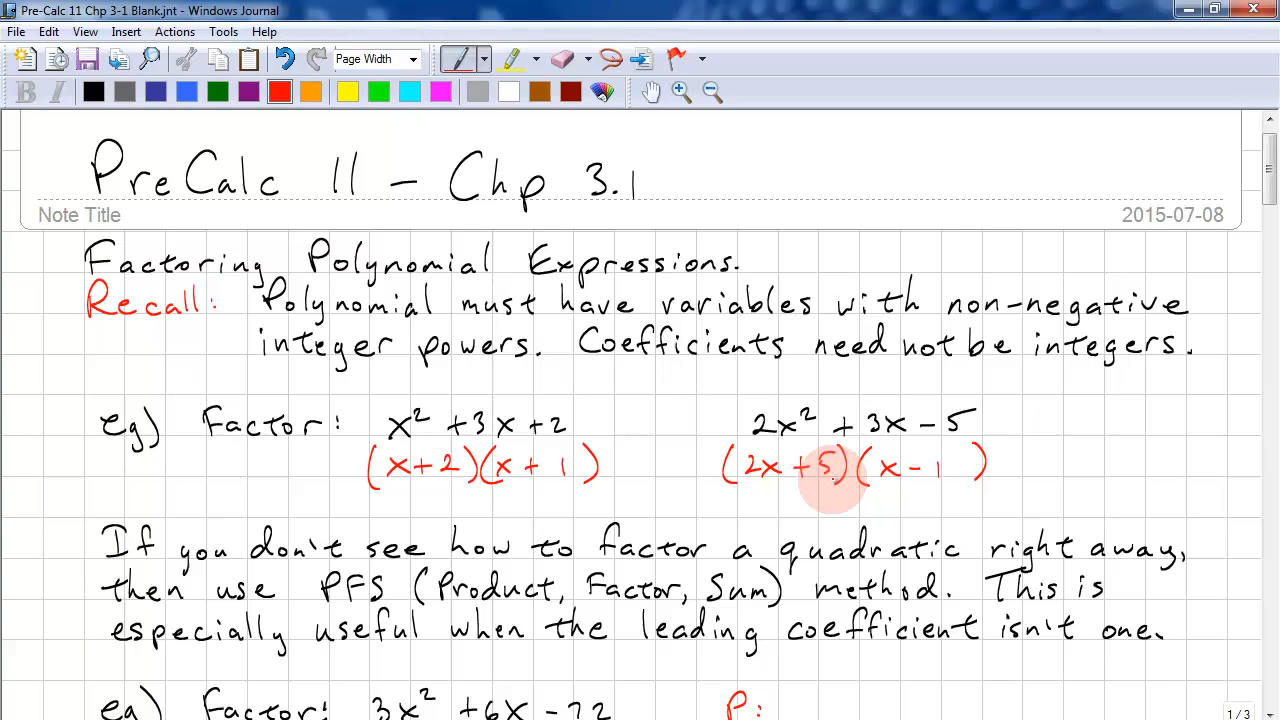 Pre-Calc 11 Chp 3-1 Blank.jnt - Windows Journal
File Edit View Insert Actions Tools Help
Page Width
B I
PreCalc 11 - Chp 3.1
Note Title 2015-07-08
Factoring Polynomial Expressions.
Recall: Polynomial must have variables with non-negative
integer powers. Coefficients need not be integers.
eg) Factor: x² + 3x + 2 2x² + 3x - 5
(x + 2)(x + 1) (2x + 5)(x - 1)
If you don't see how to factor a quadratic right away,
then use PFS (Product, Factor, Sum) method. This is
especially useful when the leading coefficient isn't one.
eg) Factor: 3x² + 6x - 72 P:
1 / 3